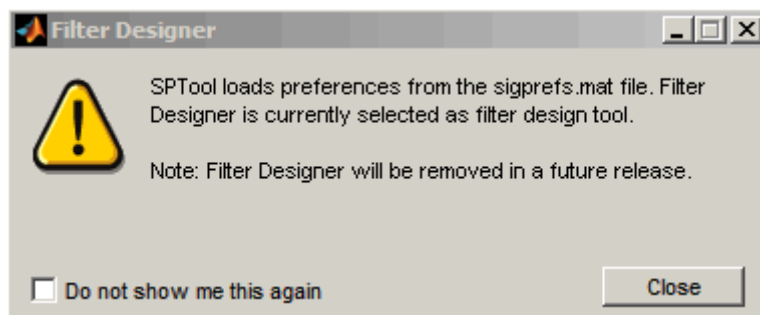 Filter Designer
SPTool loads preferences from the sigprefs.mat file. Filter
Designer is currently selected as filter design tool.
Note: Filter Designer will be removed in a future release.
Do not show me this again
Close